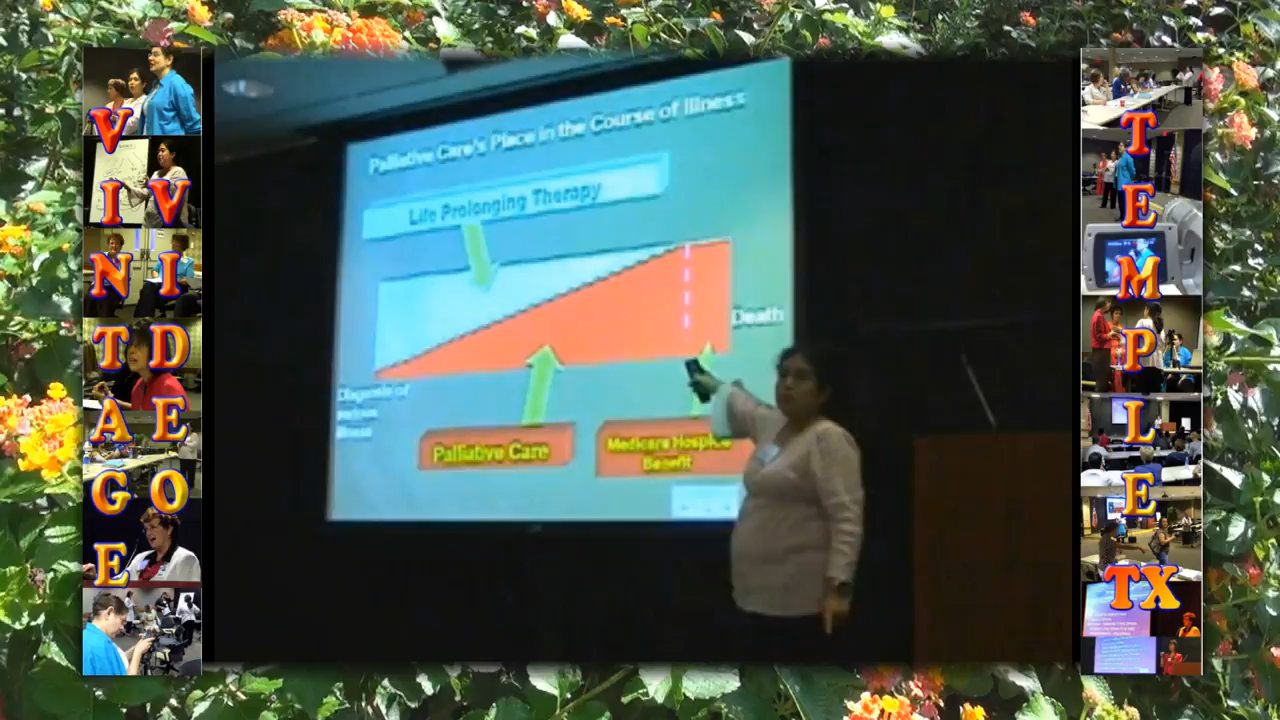 VINTAGE
VIDEO
Palliative Care's Place in the Course of Illness
Life Prolonging Therapy
Death
Diagnosis of
illness
Palliative Care
Medicare Hospice
Benefit
TEMPLE
TX